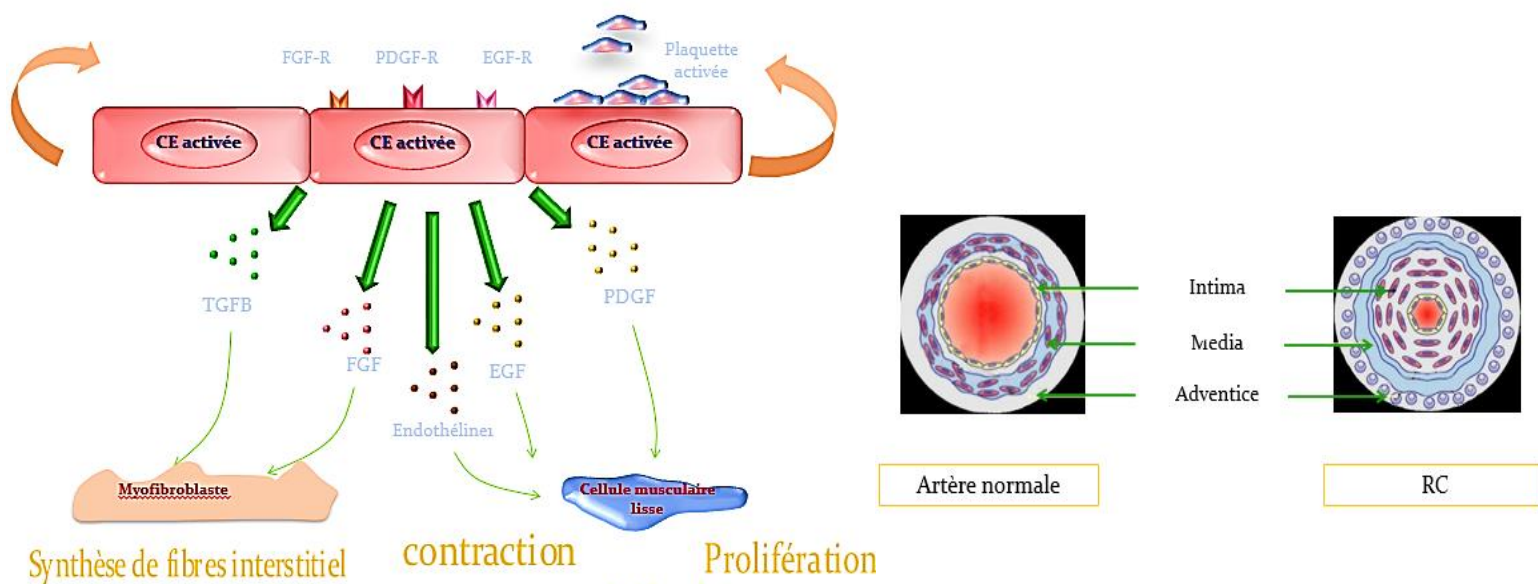 FGF-R
PDGF-R
EGF-R
Plaquette
activée
CE activée
CE activée
CE activée
TGFB
FGF
Endothéline1
EGF
PDGF
Myofibroblaste
Cellule musculaire
lisse
Synthèse de fibres interstitiel
contraction
Prolifération
Intima
Media
Adventice
Artère normale
RC